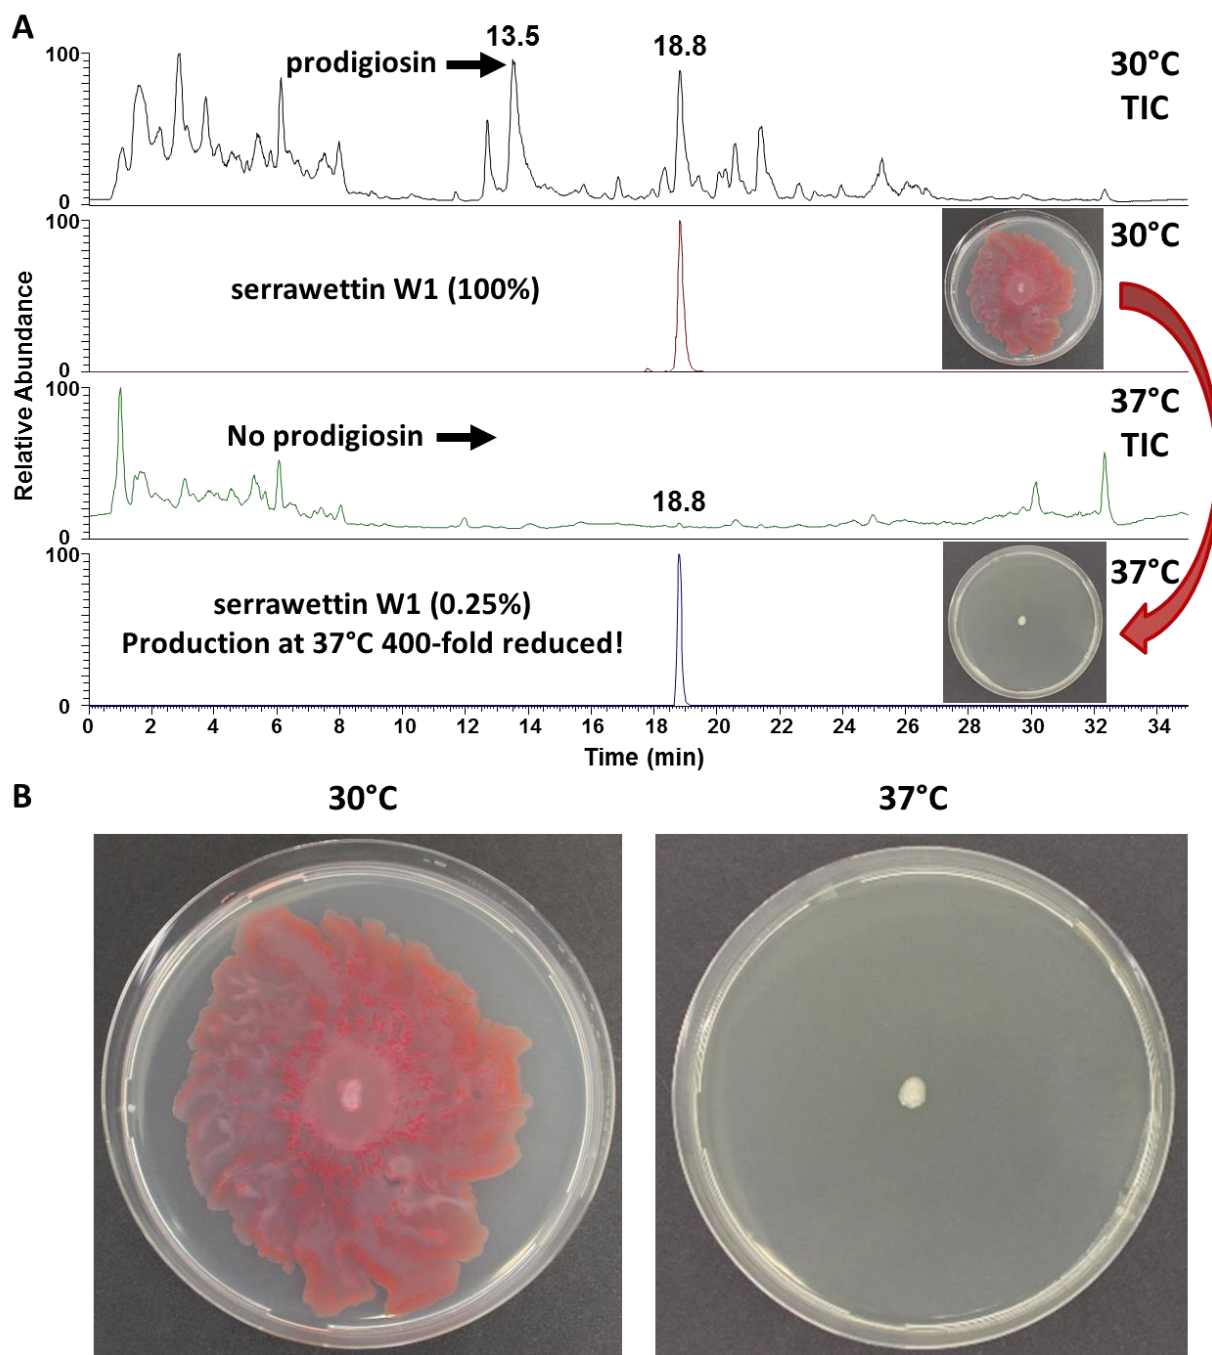 A
13.5
18.8
prodigiosin
30°C
TIC
100
0
100
30°C
serrawettin W1 (100%)
0
Relative Abundance
100
37°C
TIC
No prodigiosin
18.8
0
100
37°C
serrawettin W1 (0.25%)
Production at 37°C 400-fold reduced!
0
0 2 4 6 8 10 12 14 16 18 20 22 24 26 28 30 32 34
Time (min)
B
30°C
37°C